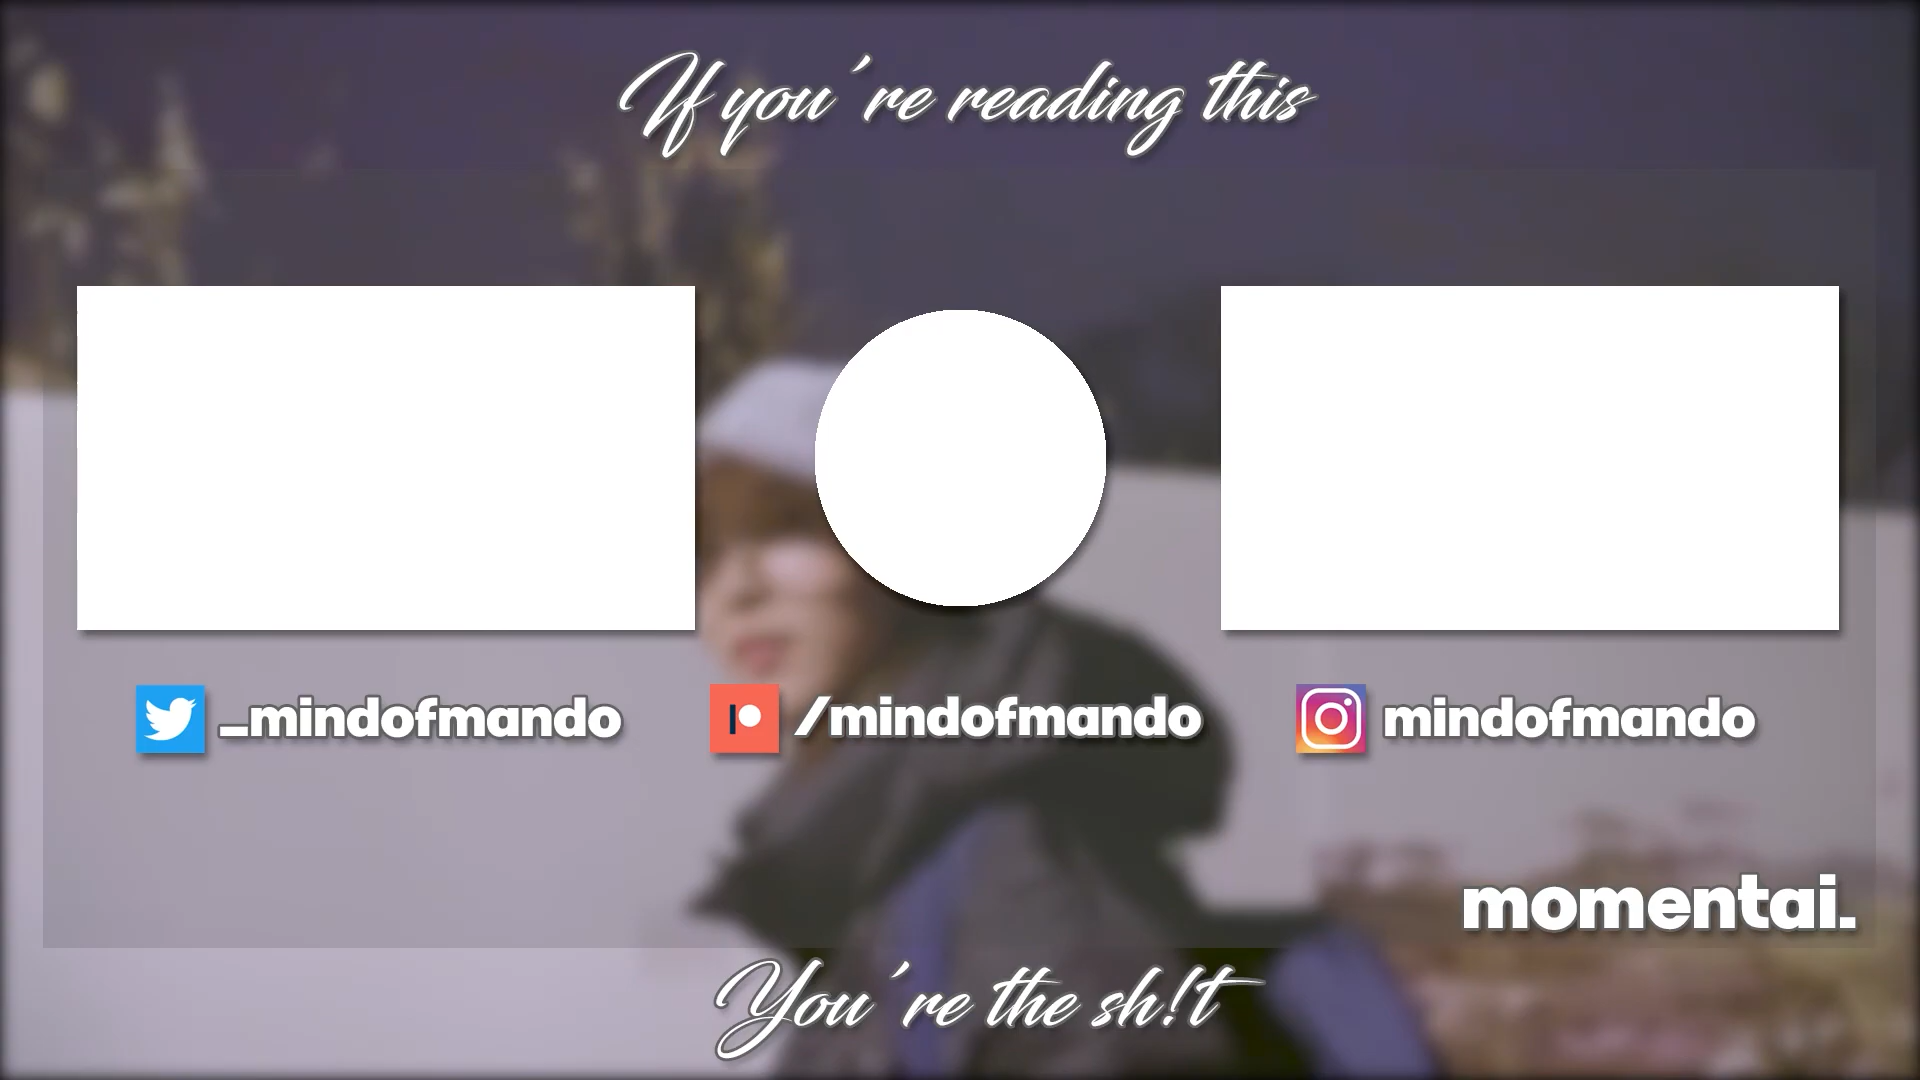 If you're reading this
_mindofmando
/mindofmando
mindofmando
momentai.
You're the sh!t